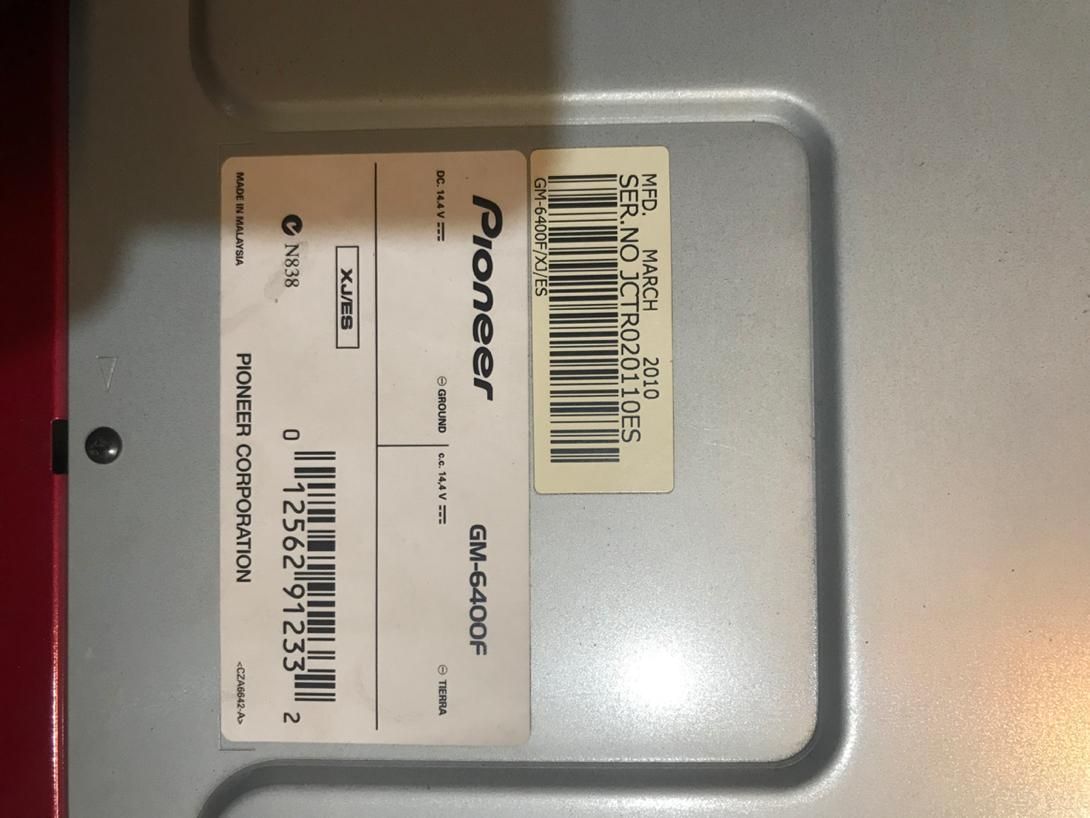 MFD. MARCH 2010
SER.NO JCTR020110ES
GM-6400F/XJ/ES
Pioneer GM-6400F
DC. 14.4 V ⎓ ⊖ GROUND c.c. 14,4 V ⎓ ⊖ TIERRA
XJ/ES
N838
0 12562 91233 2
MADE IN MALAYSIA PIONEER CORPORATION <CZA6642-A>